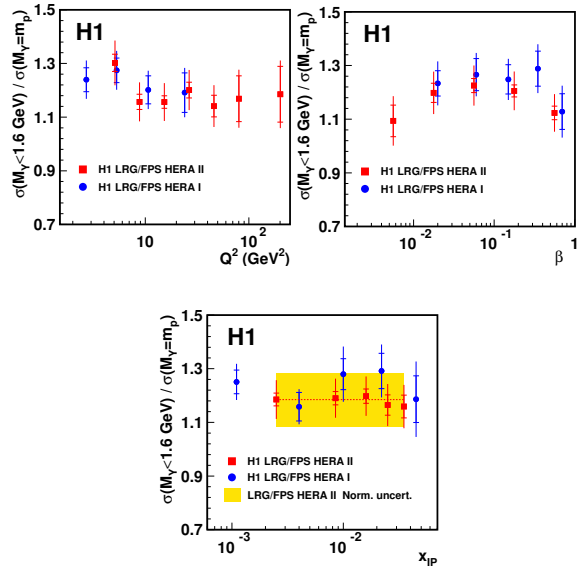 H1
σ(M_Y<1.6 GeV) / σ(M_Y=m_p)
1.5
1.3
1.1
0.9
0.7
H1 LRG/FPS HERA II
H1 LRG/FPS HERA I
10
10²
Q² (GeV²)
H1
σ(M_Y<1.6 GeV) / σ(M_Y=m_p)
1.5
1.3
1.1
0.9
0.7
H1 LRG/FPS HERA II
H1 LRG/FPS HERA I
10⁻²
10⁻¹
1
β
H1
σ(M_Y<1.6 GeV) / σ(M_Y=m_p)
1.5
1.3
1.1
0.9
0.7
H1 LRG/FPS HERA II
H1 LRG/FPS HERA I
LRG/FPS HERA II Norm. uncert.
10⁻³
10⁻²
x_IP